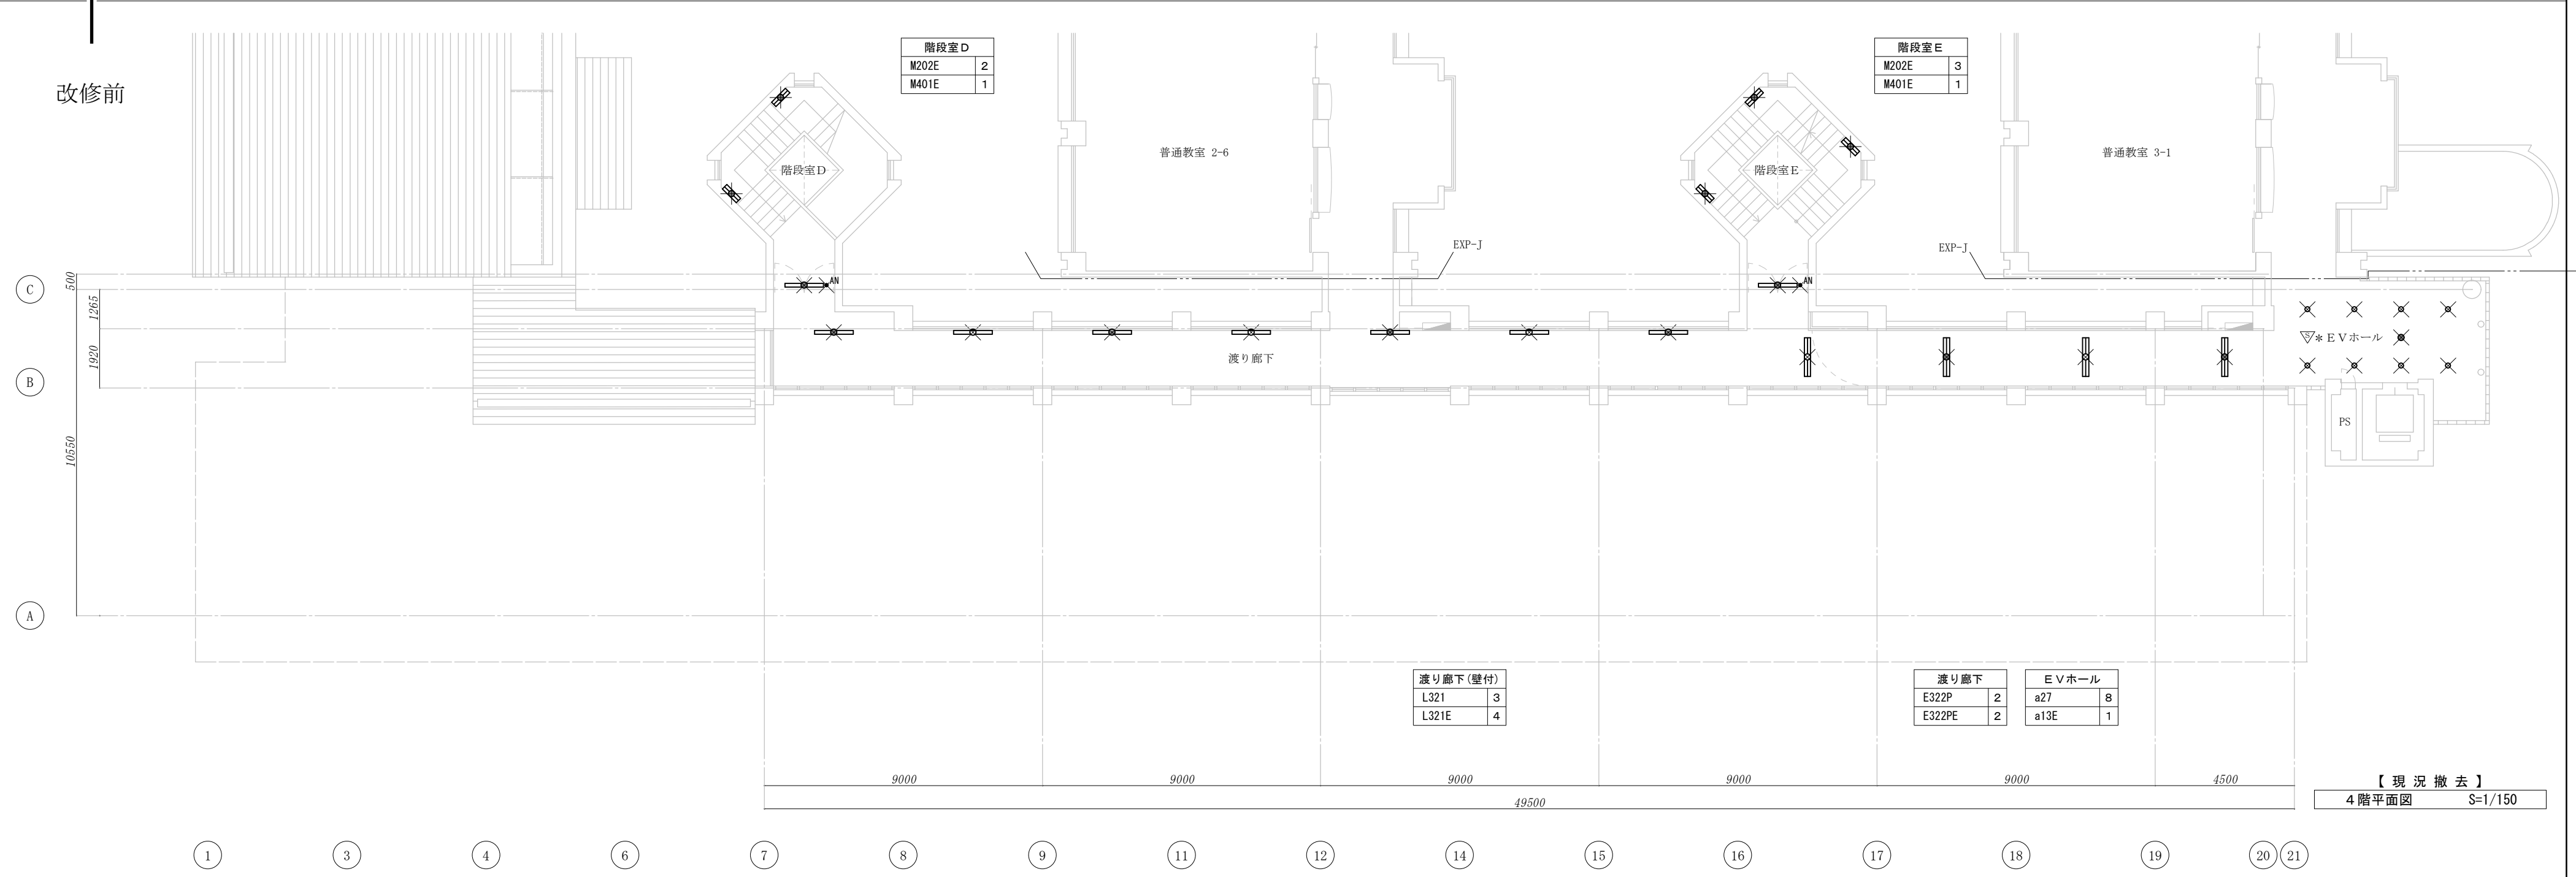 改修前
階段室D
M202E 2
M401E 1
階段室E
M202E 3
M401E 1
階段室D
普通教室 2-6
階段室E
普通教室 3-1
EXP-J
EXP-J
C
500
1265
AN
AN
1920
渡り廊下
S
* EVホール
B
PS
10550
A
渡り廊下(壁付)
L321 3
L321E 4
渡り廊下
E322P 2
E322PE 2
EVホール
a27 8
a13E 1
9000 9000 9000 9000 9000 4500
49500
【 現 況 撤 去 】
4階平面図 S=1/150
1 3 4 6 7 8 9 11 12 14 15 16 17 18 19 20 21